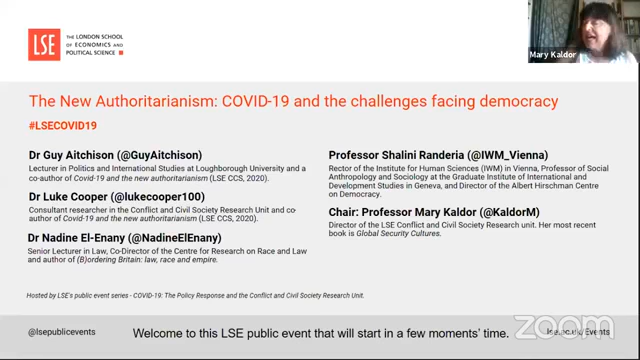 LSE
THE LONDON SCHOOL
OF ECONOMICS AND
POLITICAL SCIENCE
Mary Kaldor
The New Authoritarianism: COVID-19 and the challenges facing democracy
#LSECOVID19
Dr Guy Aitchison (@GuyAitchison)
Lecturer in Politics and International Studies at Loughborough University and a
co-author of Covid-19 and the new authoritarianism (LSE CCS, 2020).
Dr Luke Cooper (@lukecooper100)
Consultant researcher in the Conflict and Civil Society Research Unit and co-
author of Covid-19 and the new authoritarianism (LSE CCS, 2020).
Dr Nadine El-Enany (@NadineElEnany)
Senior Lecturer in Law, Co-Director of the Centre for Research on Race and Law
and author of (B)ordering Britain: law, race and empire.
Professor Shalini Randeria (@IWM_Vienna)
Rector of the Institute for Human Sciences (IWM) in Vienna, Professor of Social
Anthropology and Sociology at the Graduate Institute of International and
Development Studies in Geneva, and Director of the Albert Hirschman Centre
on Democracy.
Chair: Professor Mary Kaldor (@KaldorM)
Director of the LSE Conflict and Civil Society Research unit. Her most recent
book is Global Security Cultures.
Hosted by LSE's public event series - COVID-19: The Policy Response and the Conflict and Civil Society Research Unit.
@lsepublicevents
Welcome to this LSE public event that will start in a few moments' time.
lse.ac.uk/Events
zoom